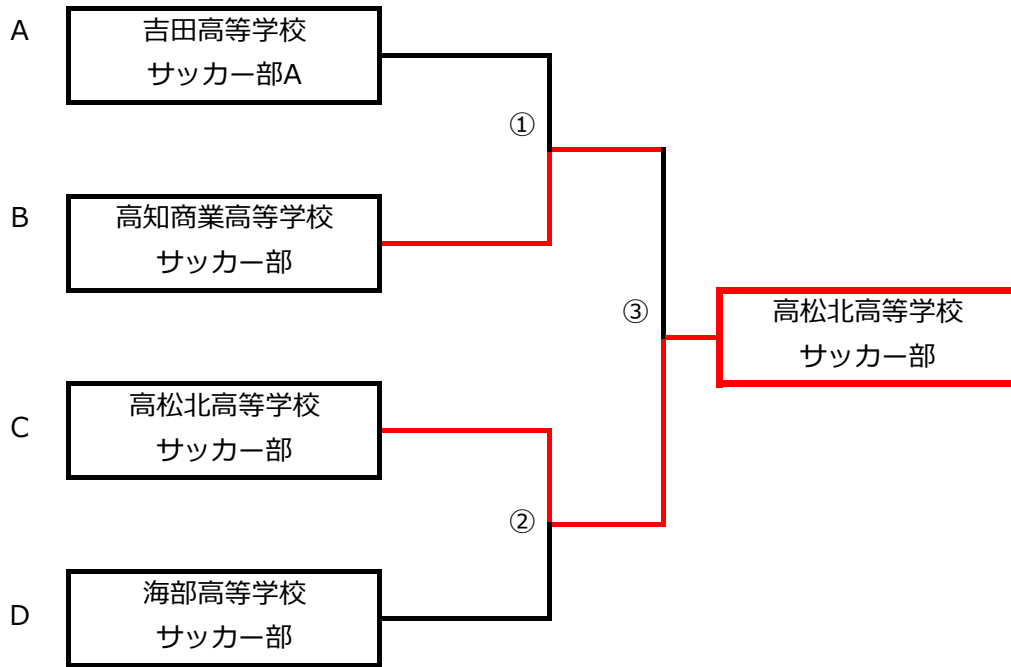 A
吉田高等学校
サッカー部A
①
B
高知商業高等学校
サッカー部
③
高松北高等学校
サッカー部
C
高松北高等学校
サッカー部
②
D
海部高等学校
サッカー部